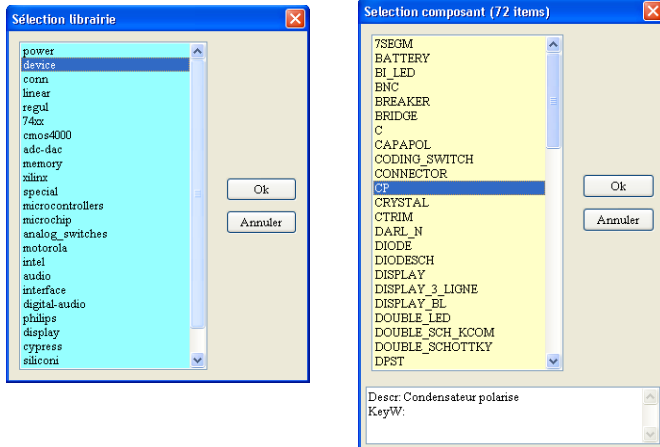 Sélection librairie
power
device
conn
linear
regul
74xx
cmos4000
adc-dac
memory
xilinx
special
microcontrollers
microchip
analog_switches
motorola
intel
audio
interface
digital-audio
philips
display
cypress
siliconi
Ok
Annuler
Selection composant (72 items)
7SEGM
BATTERY
BI_LED
BNC
BREAKER
BRIDGE
C
CAPAPOL
CODING_SWITCH
CONNECTOR
CP
CRYSTAL
CTRIM
DARL_N
DIODE
DIODESCH
DISPLAY
DISPLAY_3_LIGNE
DISPLAY_BL
DOUBLE_LED
DOUBLE_SCH_KCOM
DOUBLE_SCHOTTKY
DPST
Ok
Annuler
Descr: Condensateur polarise
KeyW: